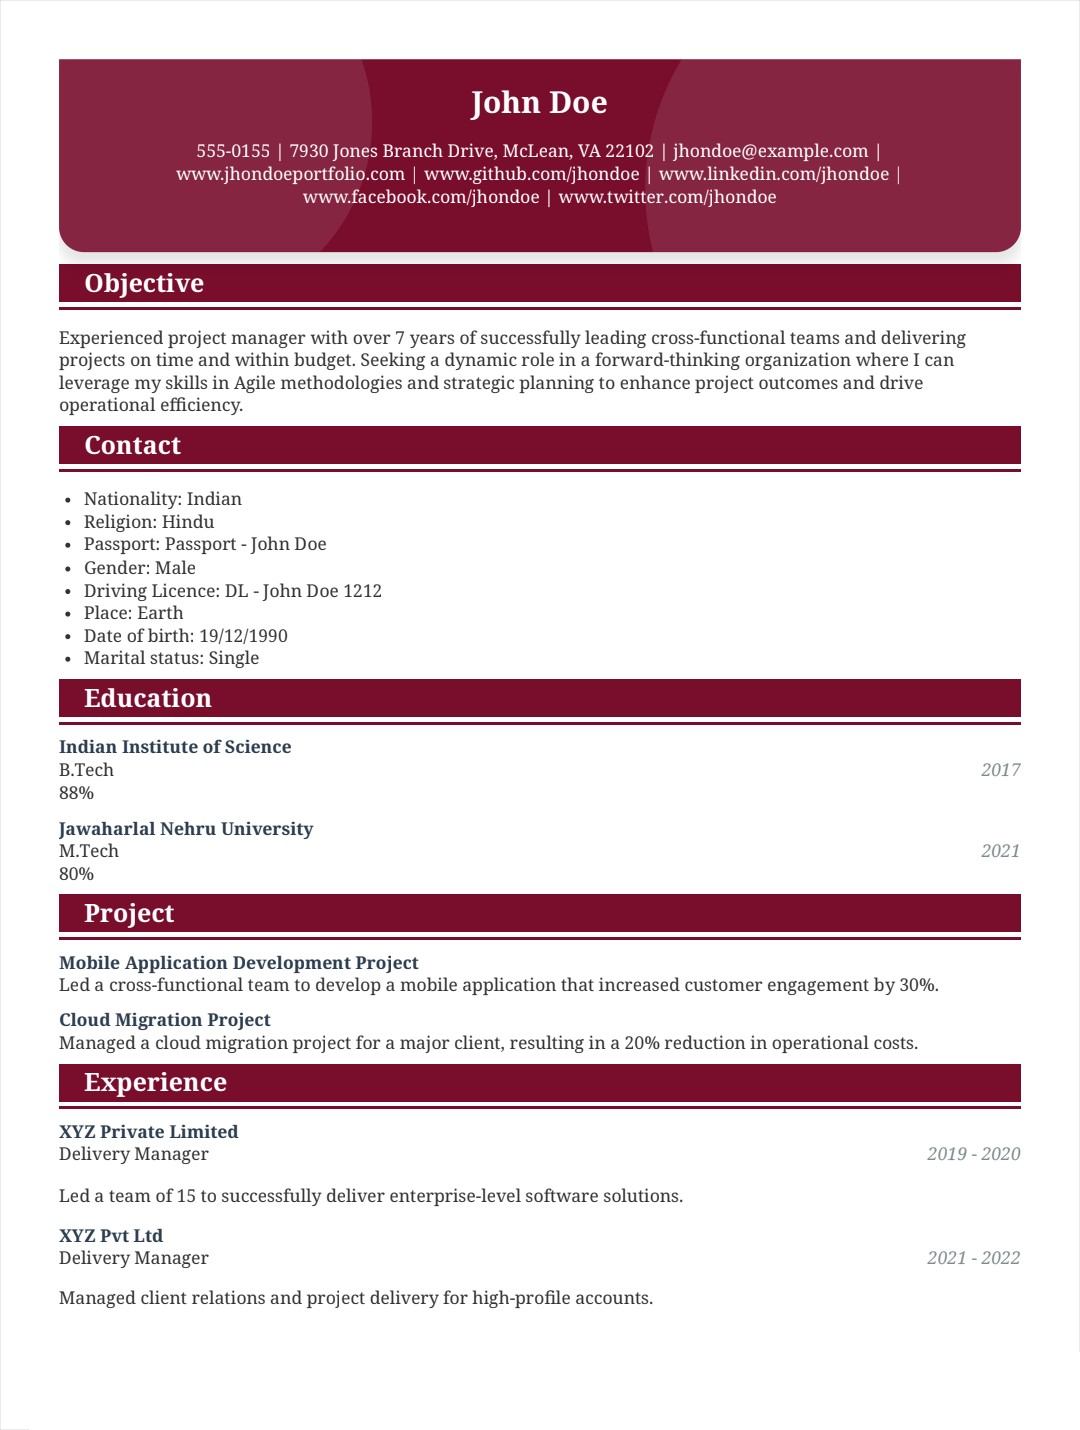 John Doe
555-0155 | 7930 Jones Branch Drive, McLean, VA 22102 | jhondoe@example.com |
www.jhondoeportfolio.com | www.github.com/jhondoe | www.linkedin.com/jhondoe |
www.facebook.com/jhondoe | www.twitter.com/jhondoe
Objective
Experienced project manager with over 7 years of successfully leading cross-functional teams and delivering
projects on time and within budget. Seeking a dynamic role in a forward-thinking organization where I can
leverage my skills in Agile methodologies and strategic planning to enhance project outcomes and drive
operational efficiency.
Contact
• Nationality: Indian
• Religion: Hindu
• Passport: Passport - John Doe
• Gender: Male
• Driving Licence: DL - John Doe 1212
• Place: Earth
• Date of birth: 19/12/1990
• Marital status: Single
Education
Indian Institute of Science
B.Tech 2017
88%
Jawaharlal Nehru University
M.Tech 2021
80%
Project
Mobile Application Development Project
Led a cross-functional team to develop a mobile application that increased customer engagement by 30%.
Cloud Migration Project
Managed a cloud migration project for a major client, resulting in a 20% reduction in operational costs.
Experience
XYZ Private Limited
Delivery Manager 2019 - 2020
Led a team of 15 to successfully deliver enterprise-level software solutions.
XYZ Pvt Ltd
Delivery Manager 2021 - 2022
Managed client relations and project delivery for high-profile accounts.